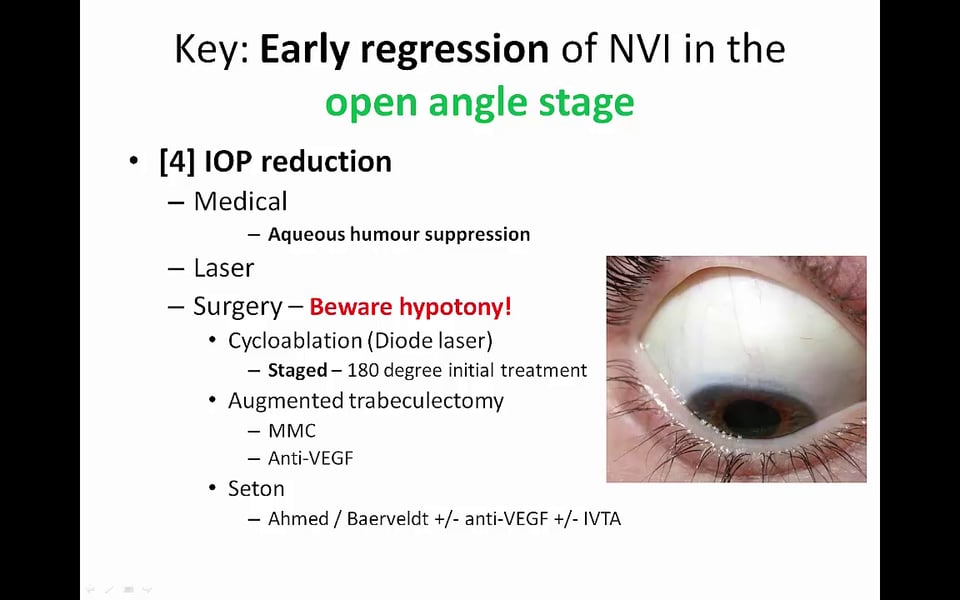 Key: Early regression of NVI in the
open angle stage
• [4] IOP reduction
– Medical
– Aqueous humour suppression
– Laser
– Surgery – Beware hypotony!
• Cycloablation (Diode laser)
– Staged – 180 degree initial treatment
• Augmented trabeculectomy
– MMC
– Anti-VEGF
• Seton
– Ahmed / Baerveldt +/- anti-VEGF +/- IVTA